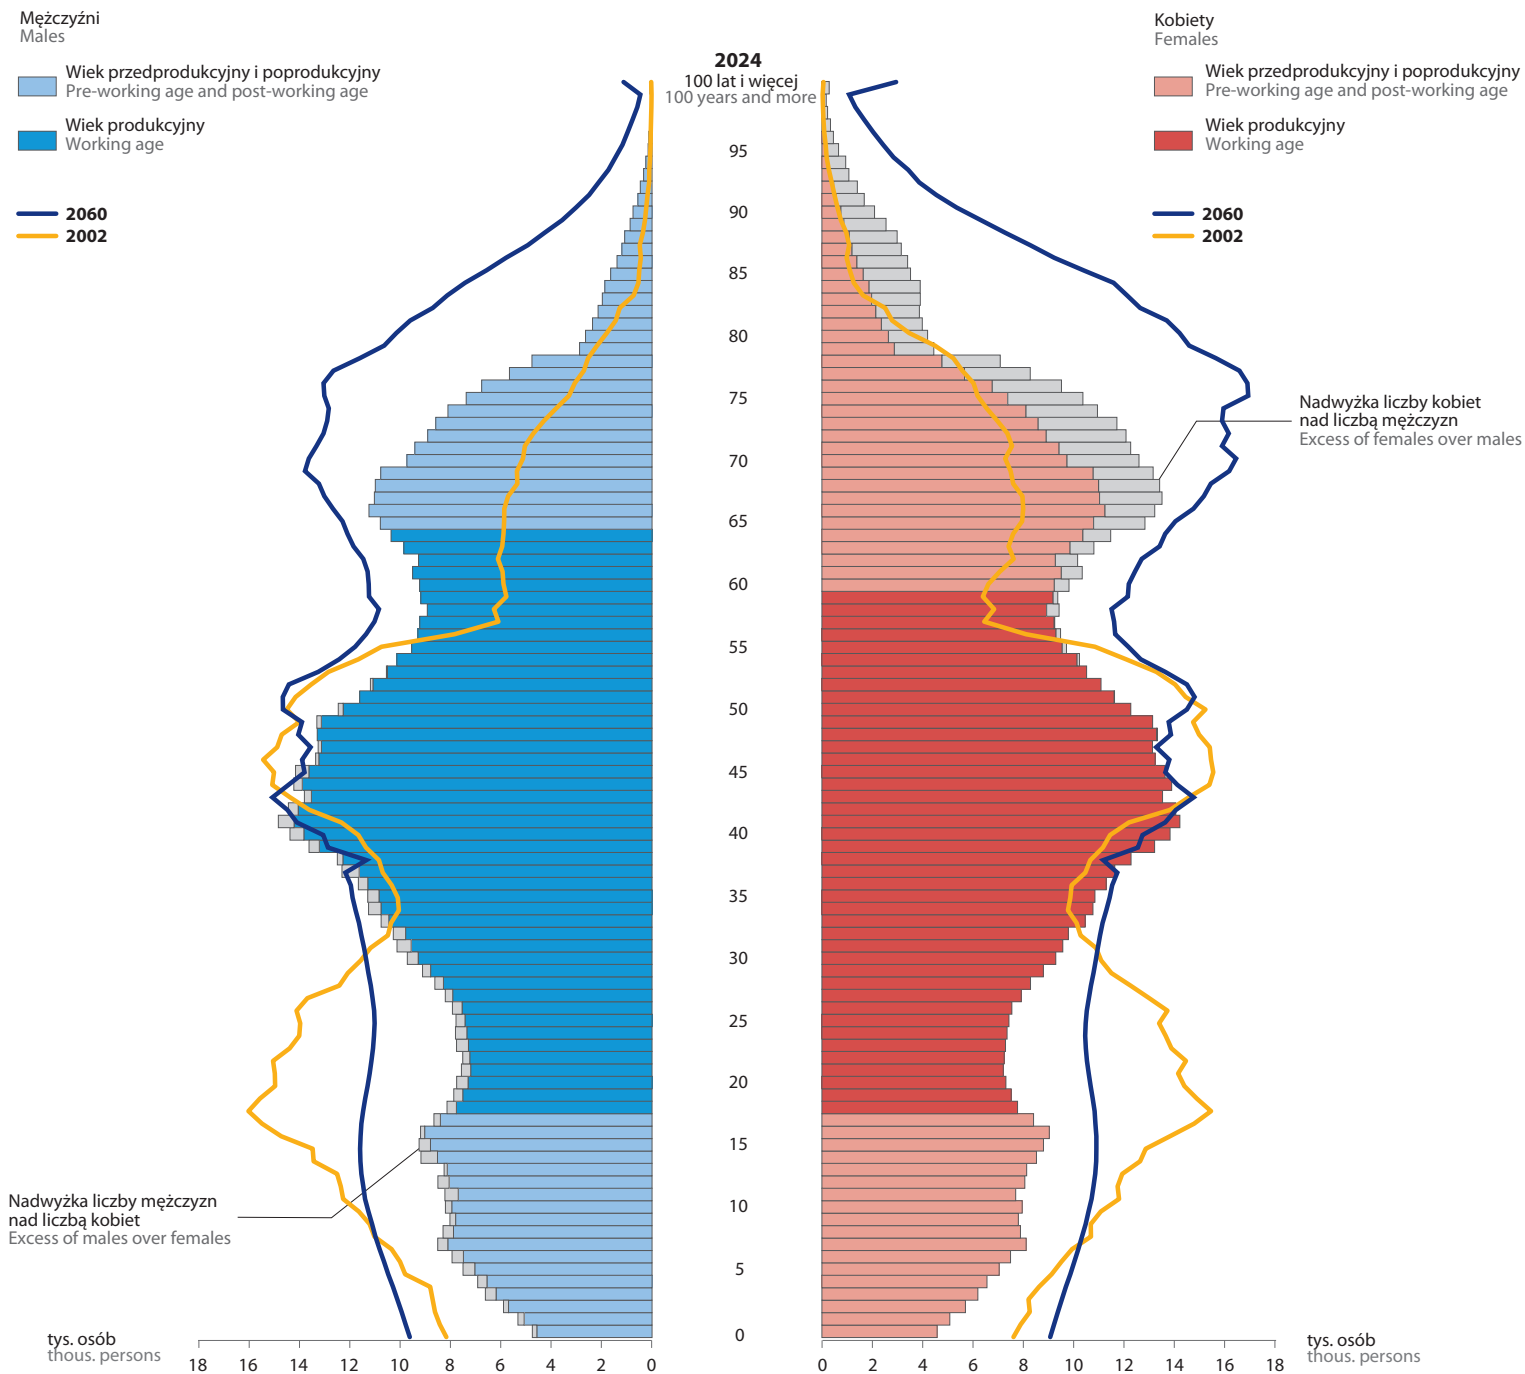 Mężczyźni
Males
Wiek przedprodukcyjny i poprodukcyjny
Pre-working age and post-working age
Wiek produkcyjny
Working age
2060
2002
2024
100 lat i więcej
100 years and more
Kobiety
Females
Wiek przedprodukcyjny i poprodukcyjny
Pre-working age and post-working age
Wiek produkcyjny
Working age
2060
2002
95
90
85
80
75
70
65
60
55
50
45
40
35
30
25
20
15
10
5
0
Nadwyżka liczby kobiet
nad liczbą mężczyzn
Excess of females over males
Nadwyżka liczby mężczyzn
nad liczbą kobiet
Excess of males over females
tys. osób
thous. persons
18 16 14 12 10 8 6 4 2 0
0 2 4 6 8 10 12 14 16 18
tys. osób
thous. persons